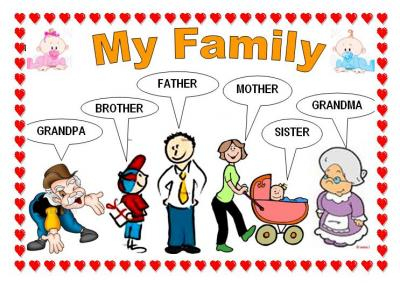 My Family
FATHER
MOTHER
BROTHER
GRANDMA
GRANDPA
SISTER